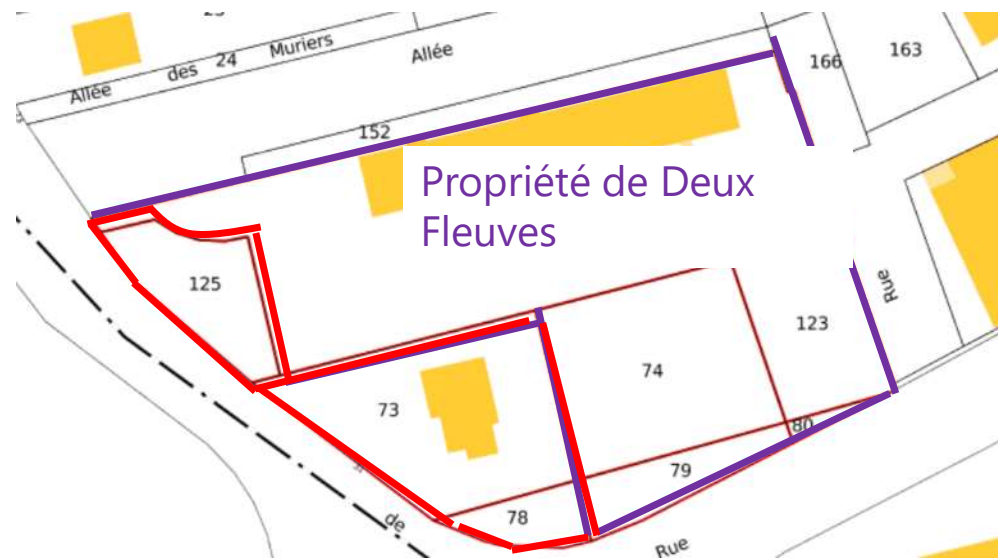 Allée des 24 Muriers Allée
163
166
152
Propriété de Deux
Fleuves
125
Rue
123
74
73
80
79
78
de
Rue